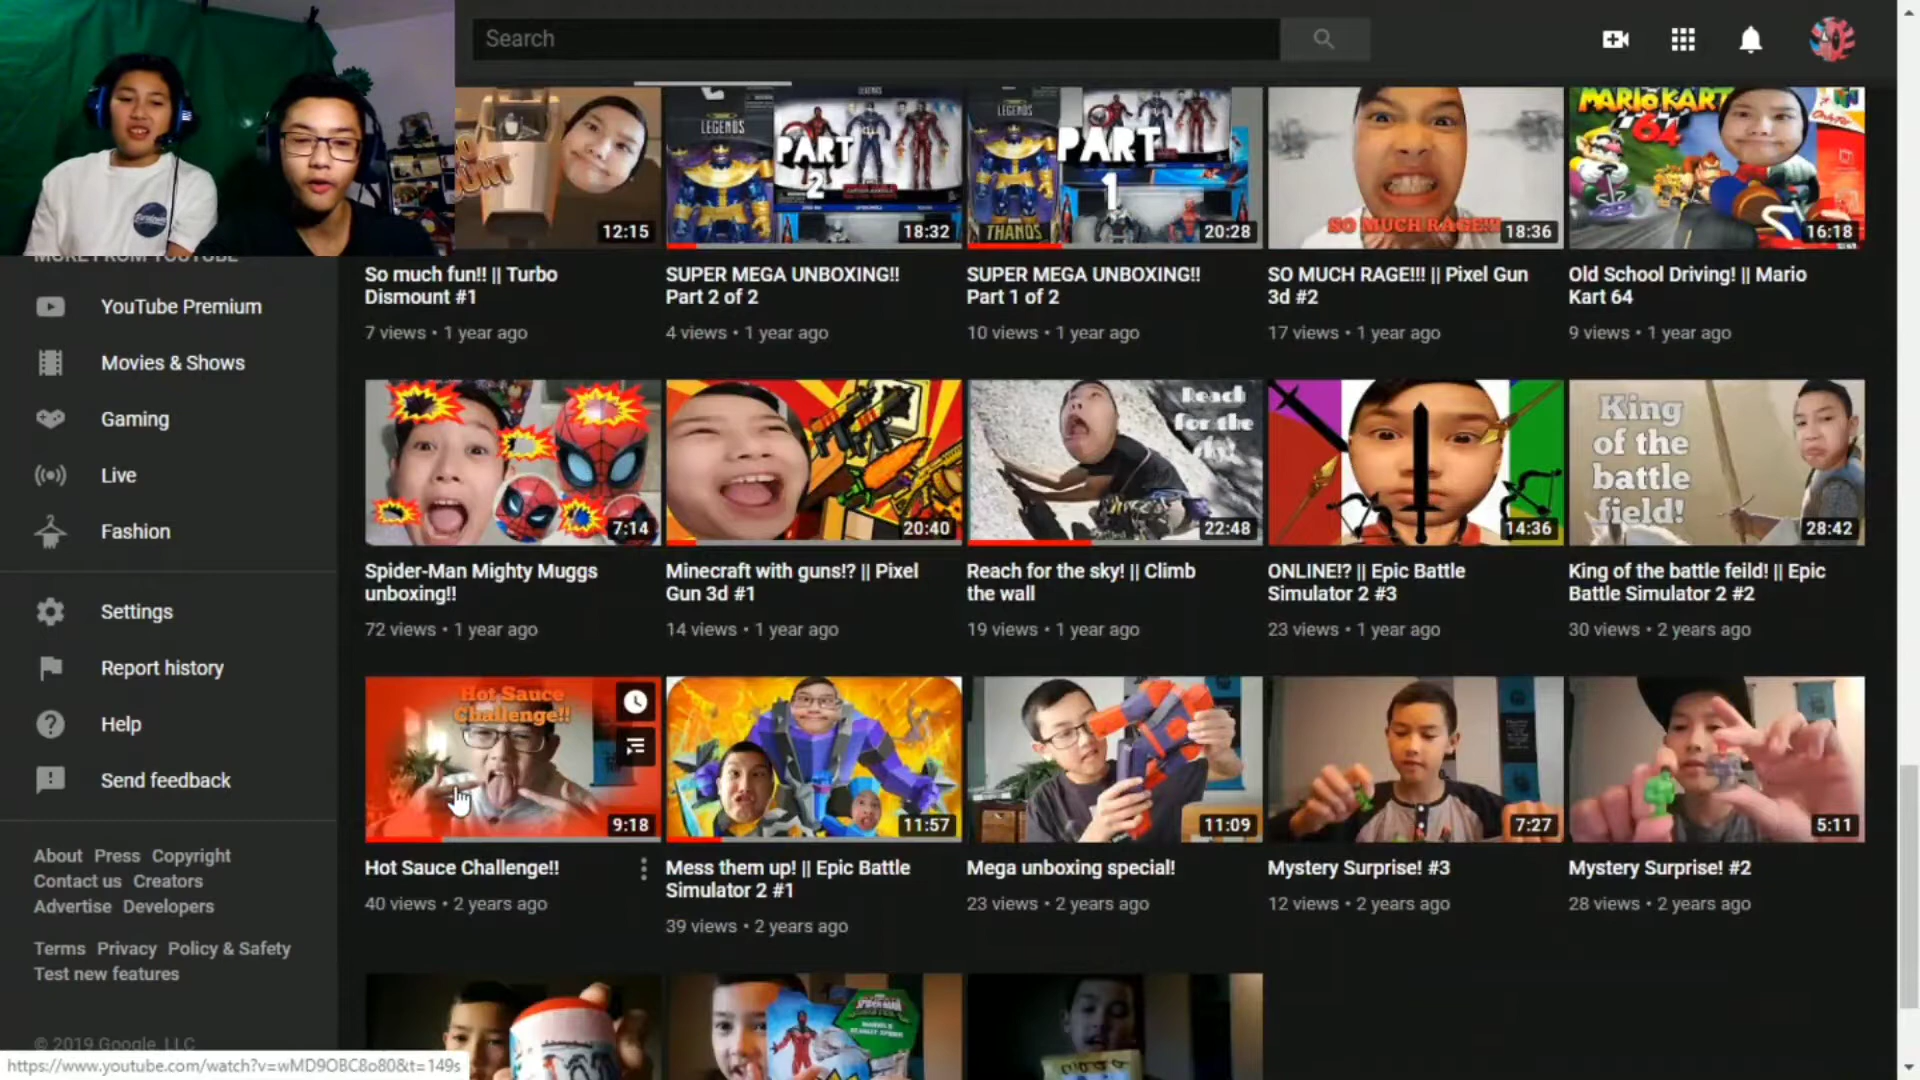 Search
LEGENDS
PART
2
18:32
LEGENDS
PART
1
THANOS
20:28
SO MUCH RAGE!!!
18:36
MARIO KART
64
16:18
12:15
MORE FROM YOUTUBE
YouTube Premium
Movies & Shows
Gaming
Live
Fashion
Settings
Report history
Help
Send feedback
About Press Copyright
Contact us Creators
Advertise Developers
Terms Privacy Policy & Safety
Test new features
© 2019 Google, LLC
https://www.youtube.com/watch?v=wMD9OBC8o80&t=149s
So much fun!! || Turbo
Dismount #1
7 views • 1 year ago
SUPER MEGA UNBOXING!!
Part 2 of 2
4 views • 1 year ago
SUPER MEGA UNBOXING!!
Part 1 of 2
10 views • 1 year ago
SO MUCH RAGE!!! || Pixel Gun
3d #2
17 views • 1 year ago
Old School Driving! || Mario
Kart 64
9 views • 1 year ago
7:14
20:40
Reach
for the
sky!
22:48
14:36
King
of the
battle
field!
28:42
Spider-Man Mighty Muggs
unboxing!!
72 views • 1 year ago
Minecraft with guns!? || Pixel
Gun 3d #1
14 views • 1 year ago
Reach for the sky! || Climb
the wall
19 views • 1 year ago
ONLINE!? || Epic Battle
Simulator 2 #3
23 views • 1 year ago
King of the battle feild! || Epic
Battle Simulator 2 #2
30 views • 2 years ago
Hot Sauce
Challenge!!
9:18
11:57
11:09
7:27
5:11
Hot Sauce Challenge!!
40 views • 2 years ago
Mess them up! || Epic Battle
Simulator 2 #1
39 views • 2 years ago
Mega unboxing special!
23 views • 2 years ago
Mystery Surprise! #3
12 views • 2 years ago
Mystery Surprise! #2
28 views • 2 years ago